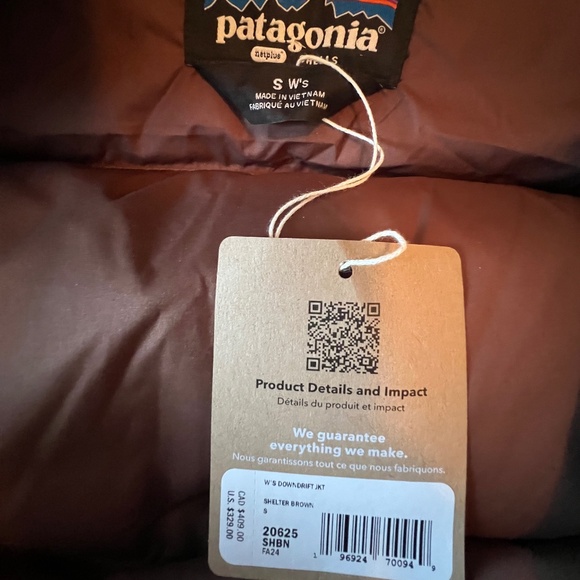 patagonia®
netplus® SHELLS
S W's
MADE IN VIETNAM
FABRIQUÉ AU VIETNAM
Product Details and Impact
Détails du produit et impact
We guarantee
everything we make.
Nous garantissons tout ce que nous fabriquons.
W'S DOWNDRIFT JKT
SHELTER BROWN
S
20625
SHBN
FA24
CAD $409.00
U.S. $329.00
1 96924 70094 9